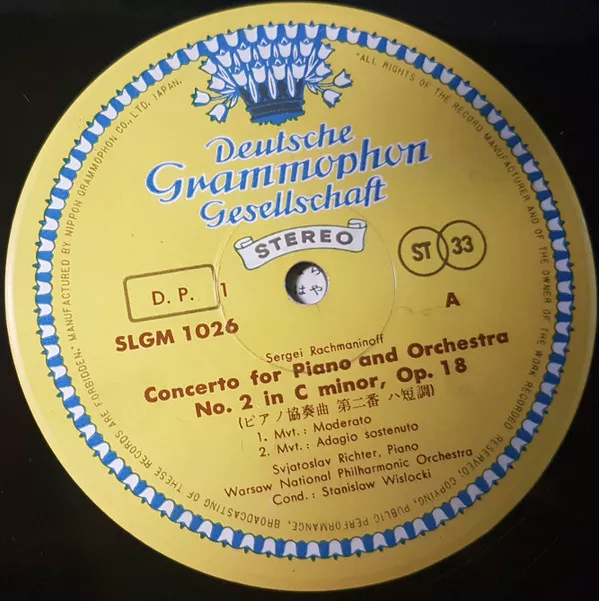 Deutsche
Grammophon
Gesellschaft
STEREO
D. P. 1
ST 33
SLGM 1026
A
Sergei Rachmaninoff
Concerto for Piano and Orchestra
No. 2 in C minor, Op. 18
(ピアノ協奏曲 第二番 ハ短調)
1. Mvt.: Moderato
2. Mvt.: Adagio sostenuto
Svjatoslav Richter, Piano
Warsaw National Philharmonic Orchestra
Cond.: Stanislaw Wislocki
"ALL RIGHTS OF THE RECORD MANUFACTURER AND OF THE OWNER OF THE WORK RECORDED RESERVED, COPYING, PUBLIC PERFORMANCE, BROADCASTING OF THESE RECORDS ARE FORBIDDEN." MANUFACTURED BY NIPPON GRAMMOPHON CO., LTD. JAPAN.